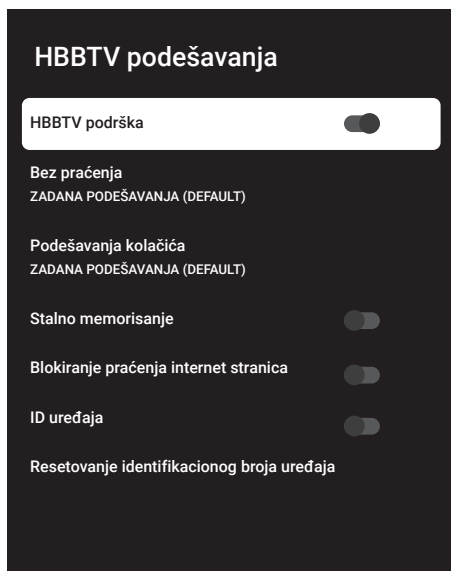 HBBTV podešavanja
HBBTV podrška
Bez praćenja
ZADANA PODEŠAVANJA (DEFAULT)
Podešavanja kolačića
ZADANA PODEŠAVANJA (DEFAULT)
Stalno memorisanje
Blokiranje praćenja internet stranica
ID uređaja
Resetovanje identifikacionog broja uređaja